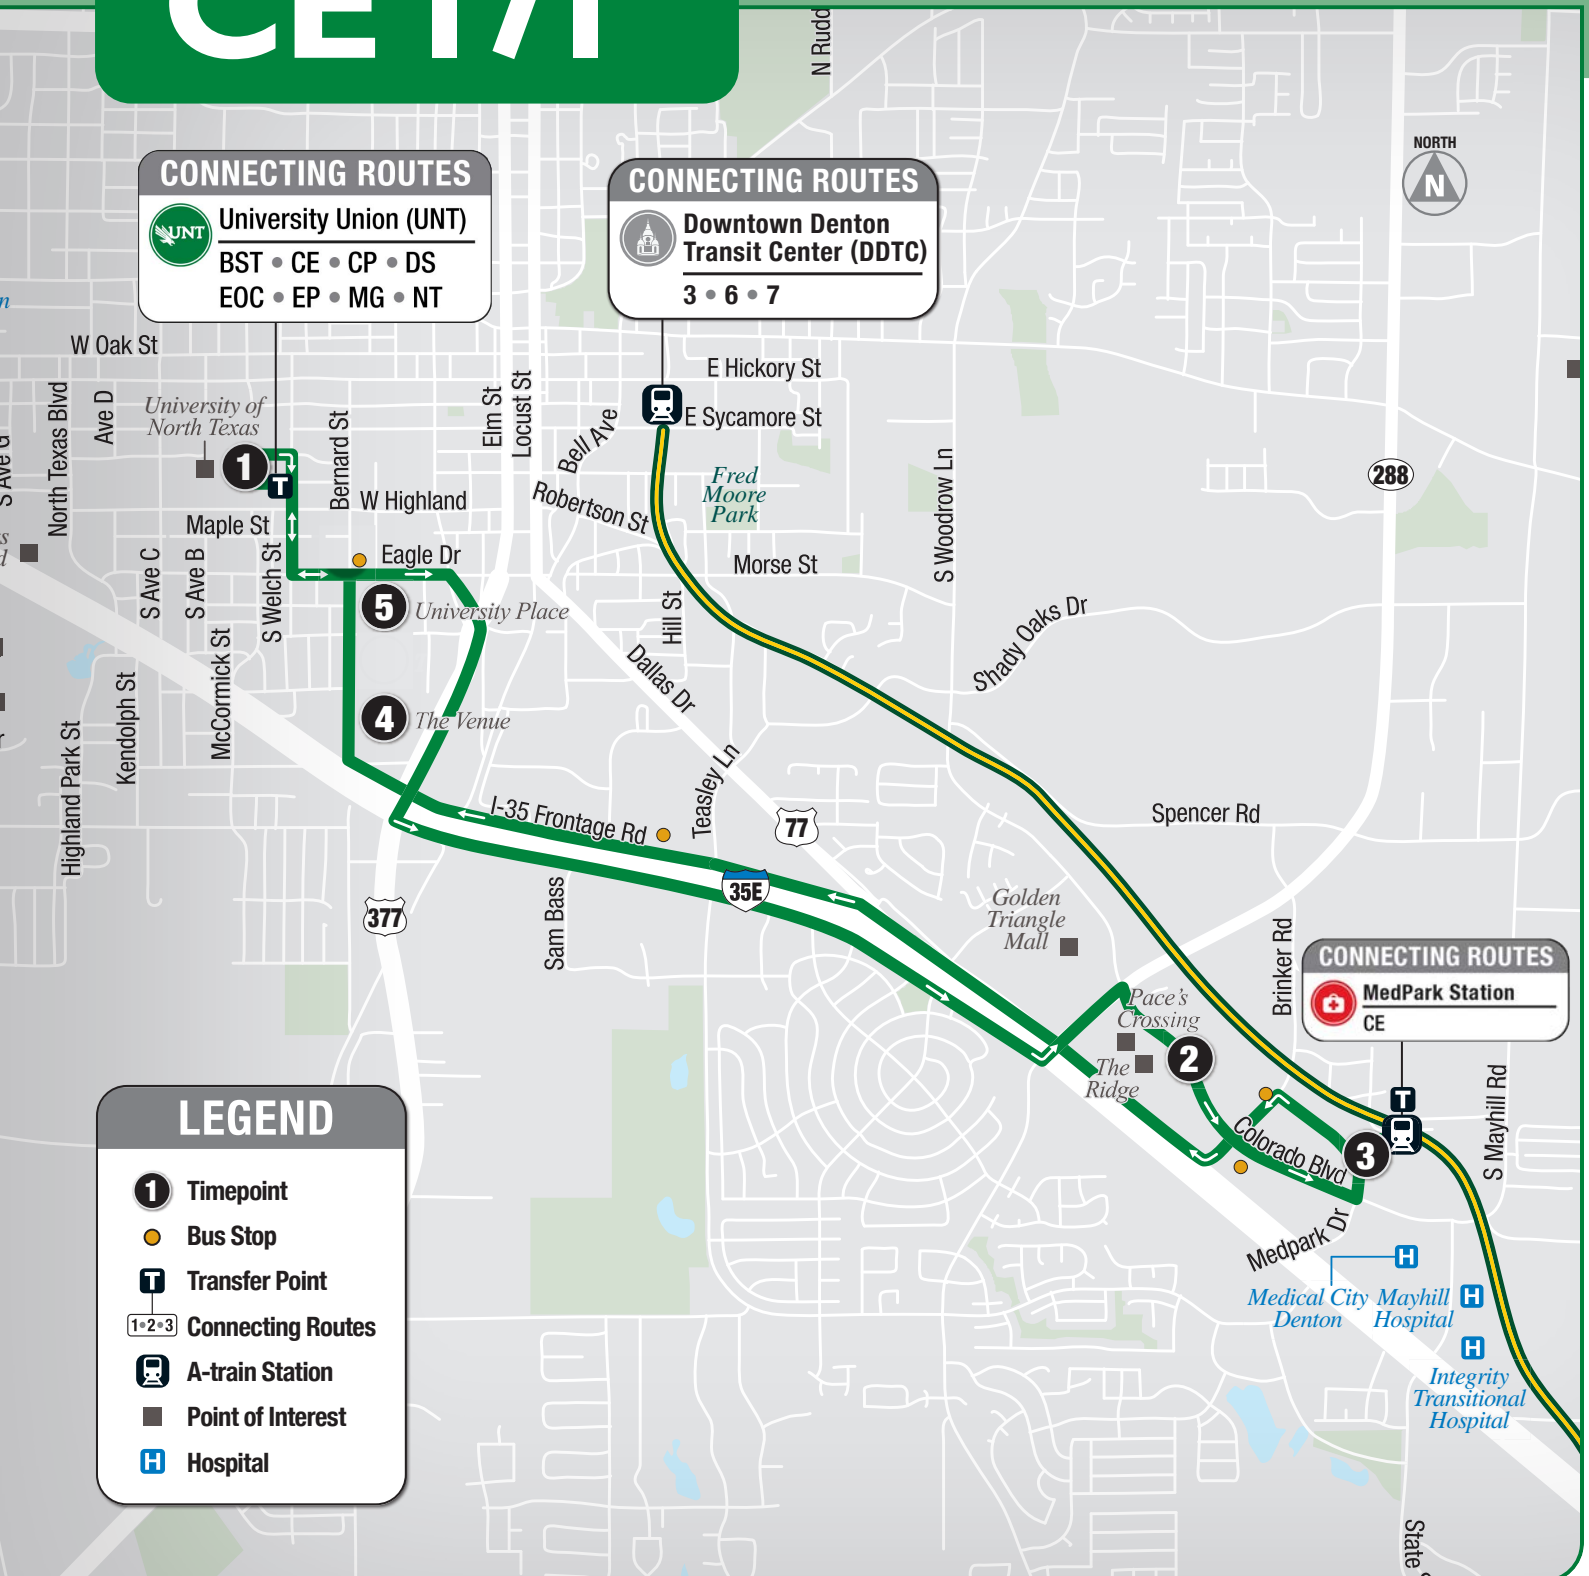 N Rudd
NORTH
N
CONNECTING ROUTES
UNT
University Union (UNT)
BST • CE • CP • DS
EOC • EP • MG • NT
CONNECTING ROUTES
Downtown Denton
Transit Center (DDTC)
3 • 6 • 7
W Oak St
North Texas Blvd
Ave D
University of
North Texas
1
T
Bernard St
W Highland
Maple St
Eagle Dr
S Ave C
S Ave B
S Welch St
McCormick St
Kendolph St
Highland Park St
Elm St
Locust St
Bell Ave
Robertson St
E Hickory St
E Sycamore St
Fred
Moore
Park
Morse St
S Woodrow Ln
Hill St
Shady Oaks Dr
288
5
University Place
4
The Venue
Dallas Dr
Teasley Ln
77
I-35 Frontage Rd
35E
377
Sam Bass
Spencer Rd
Golden
Triangle
Mall
Brinker Rd
CONNECTING ROUTES
MedPark Station
CE
T
Pace's
Crossing
The
Ridge
2
3
Colorado Blvd
Medpark Dr
S Mayhill Rd
H
Medical City
Denton
Mayhill
Hospital
H
H
Integrity
Transitional
Hospital
State
LEGEND
1 Timepoint
Bus Stop
T Transfer Point
1•2•3 Connecting Routes
A-train Station
Point of Interest
H Hospital